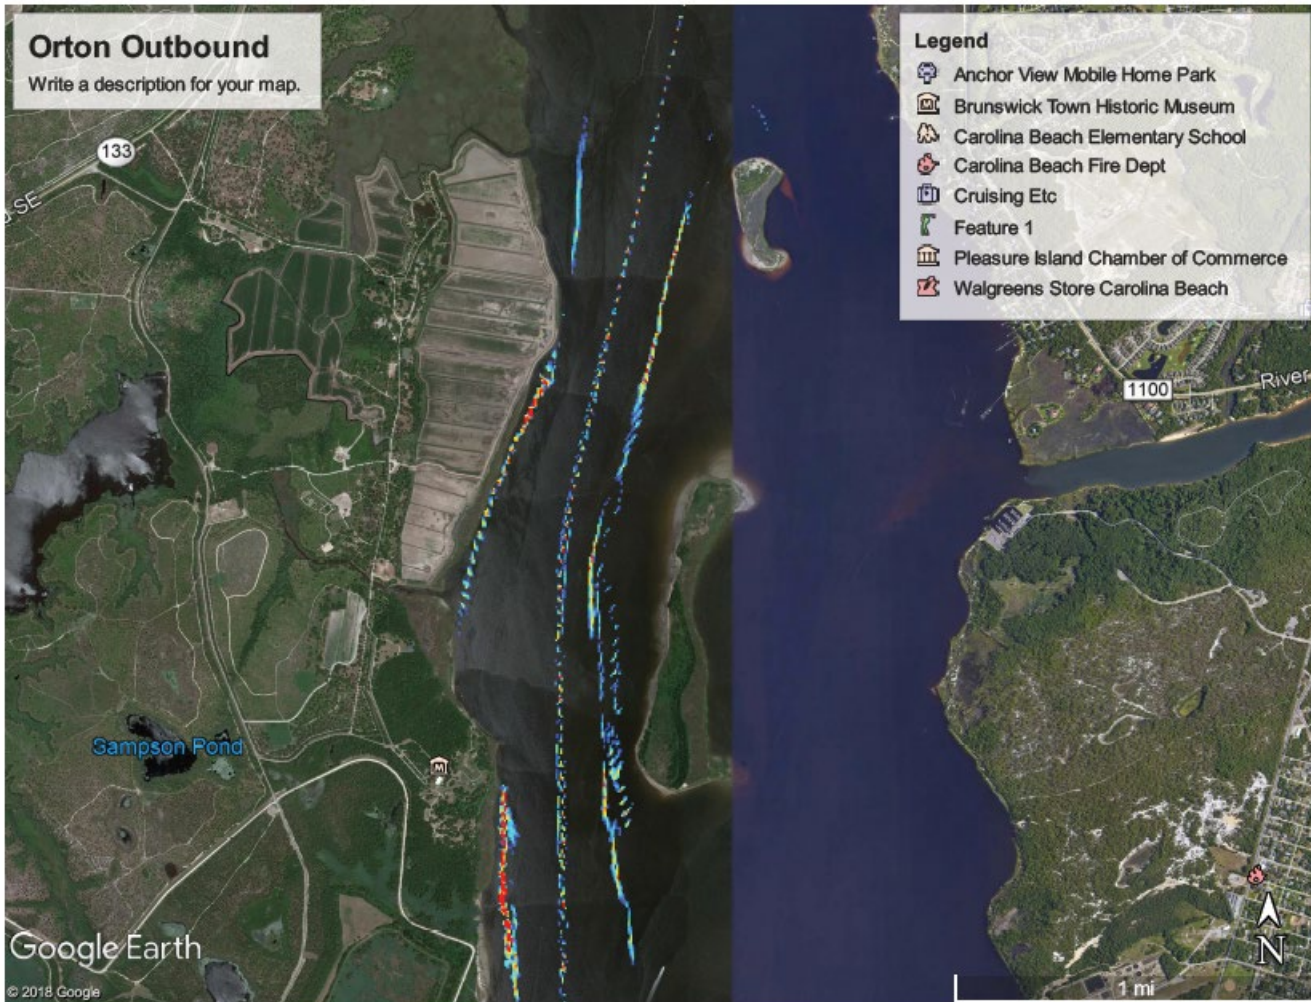 Orton Outbound
Write a description for your map.
Legend
Anchor View Mobile Home Park
Brunswick Town Historic Museum
Carolina Beach Elementary School
Carolina Beach Fire Dept
Cruising Etc
Feature 1
Pleasure Island Chamber of Commerce
Walgreens Store Carolina Beach
133
SE
1100
River
Sampson Pond
M
Google Earth
© 2018 Google
N
1 mi